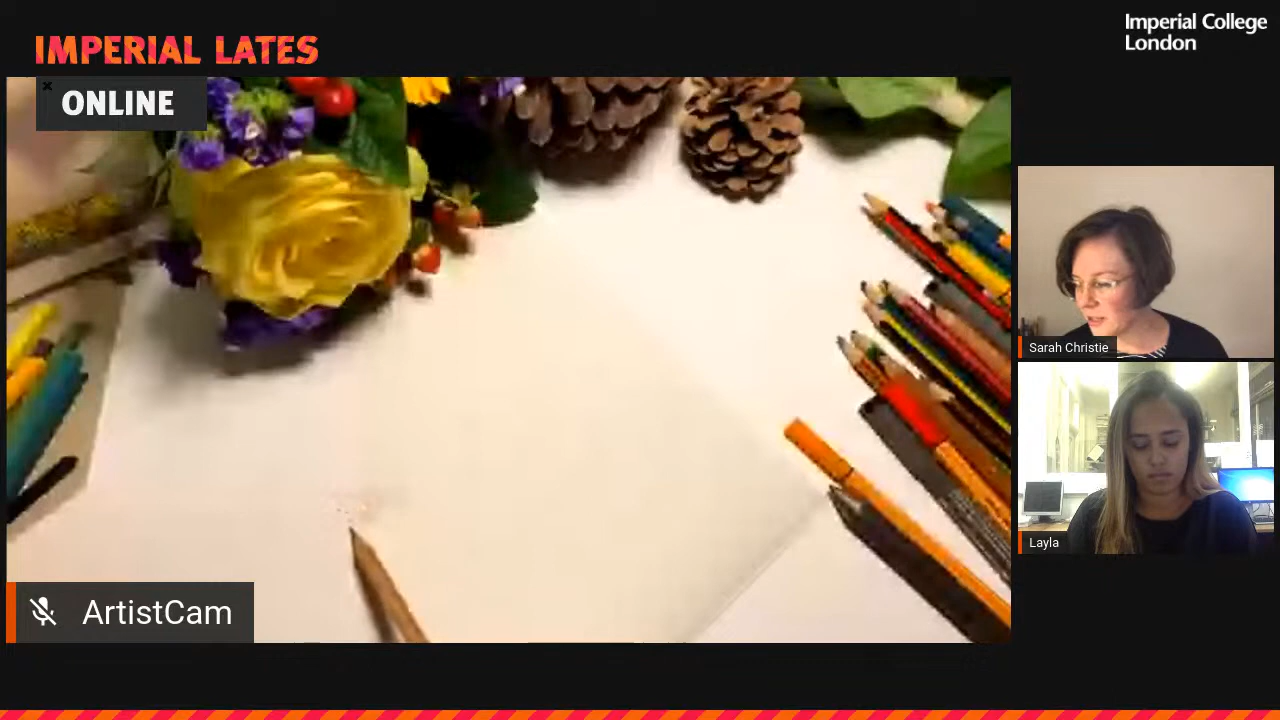 IMPERIAL LATES
ONLINE
Imperial College
London
Sarah Christie
Layla
ArtistCam